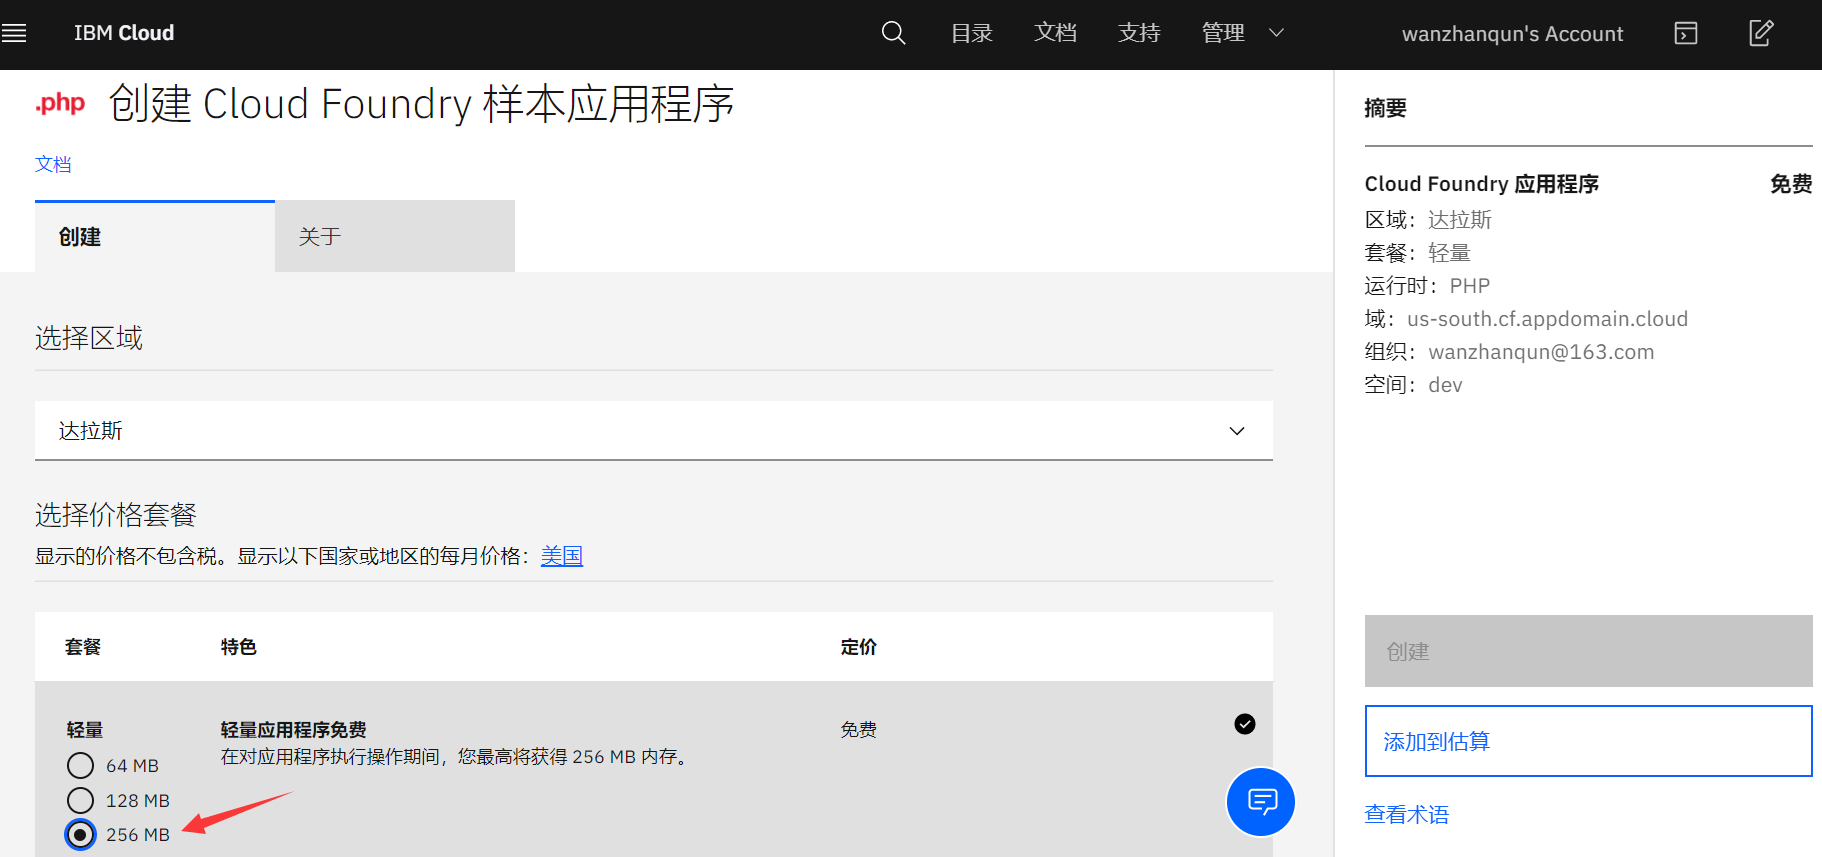 IBM Cloud
目录
文档
支持
管理
wanzhanqun's Account
.php
创建 Cloud Foundry 样本应用程序
文档
创建
关于
选择区域
达拉斯
选择价格套餐
显示的价格不包含税。显示以下国家或地区的每月价格： 美国
套餐
特色
定价
轻量
轻量应用程序免费
免费
在对应用程序执行操作期间，您最高将获得 256 MB 内存。
64 MB
128 MB
256 MB
摘要
Cloud Foundry 应用程序
免费
区域： 达拉斯
套餐： 轻量
运行时： PHP
域： us-south.cf.appdomain.cloud
组织： wanzhanqun@163.com
空间： dev
创建
添加到估算
查看术语